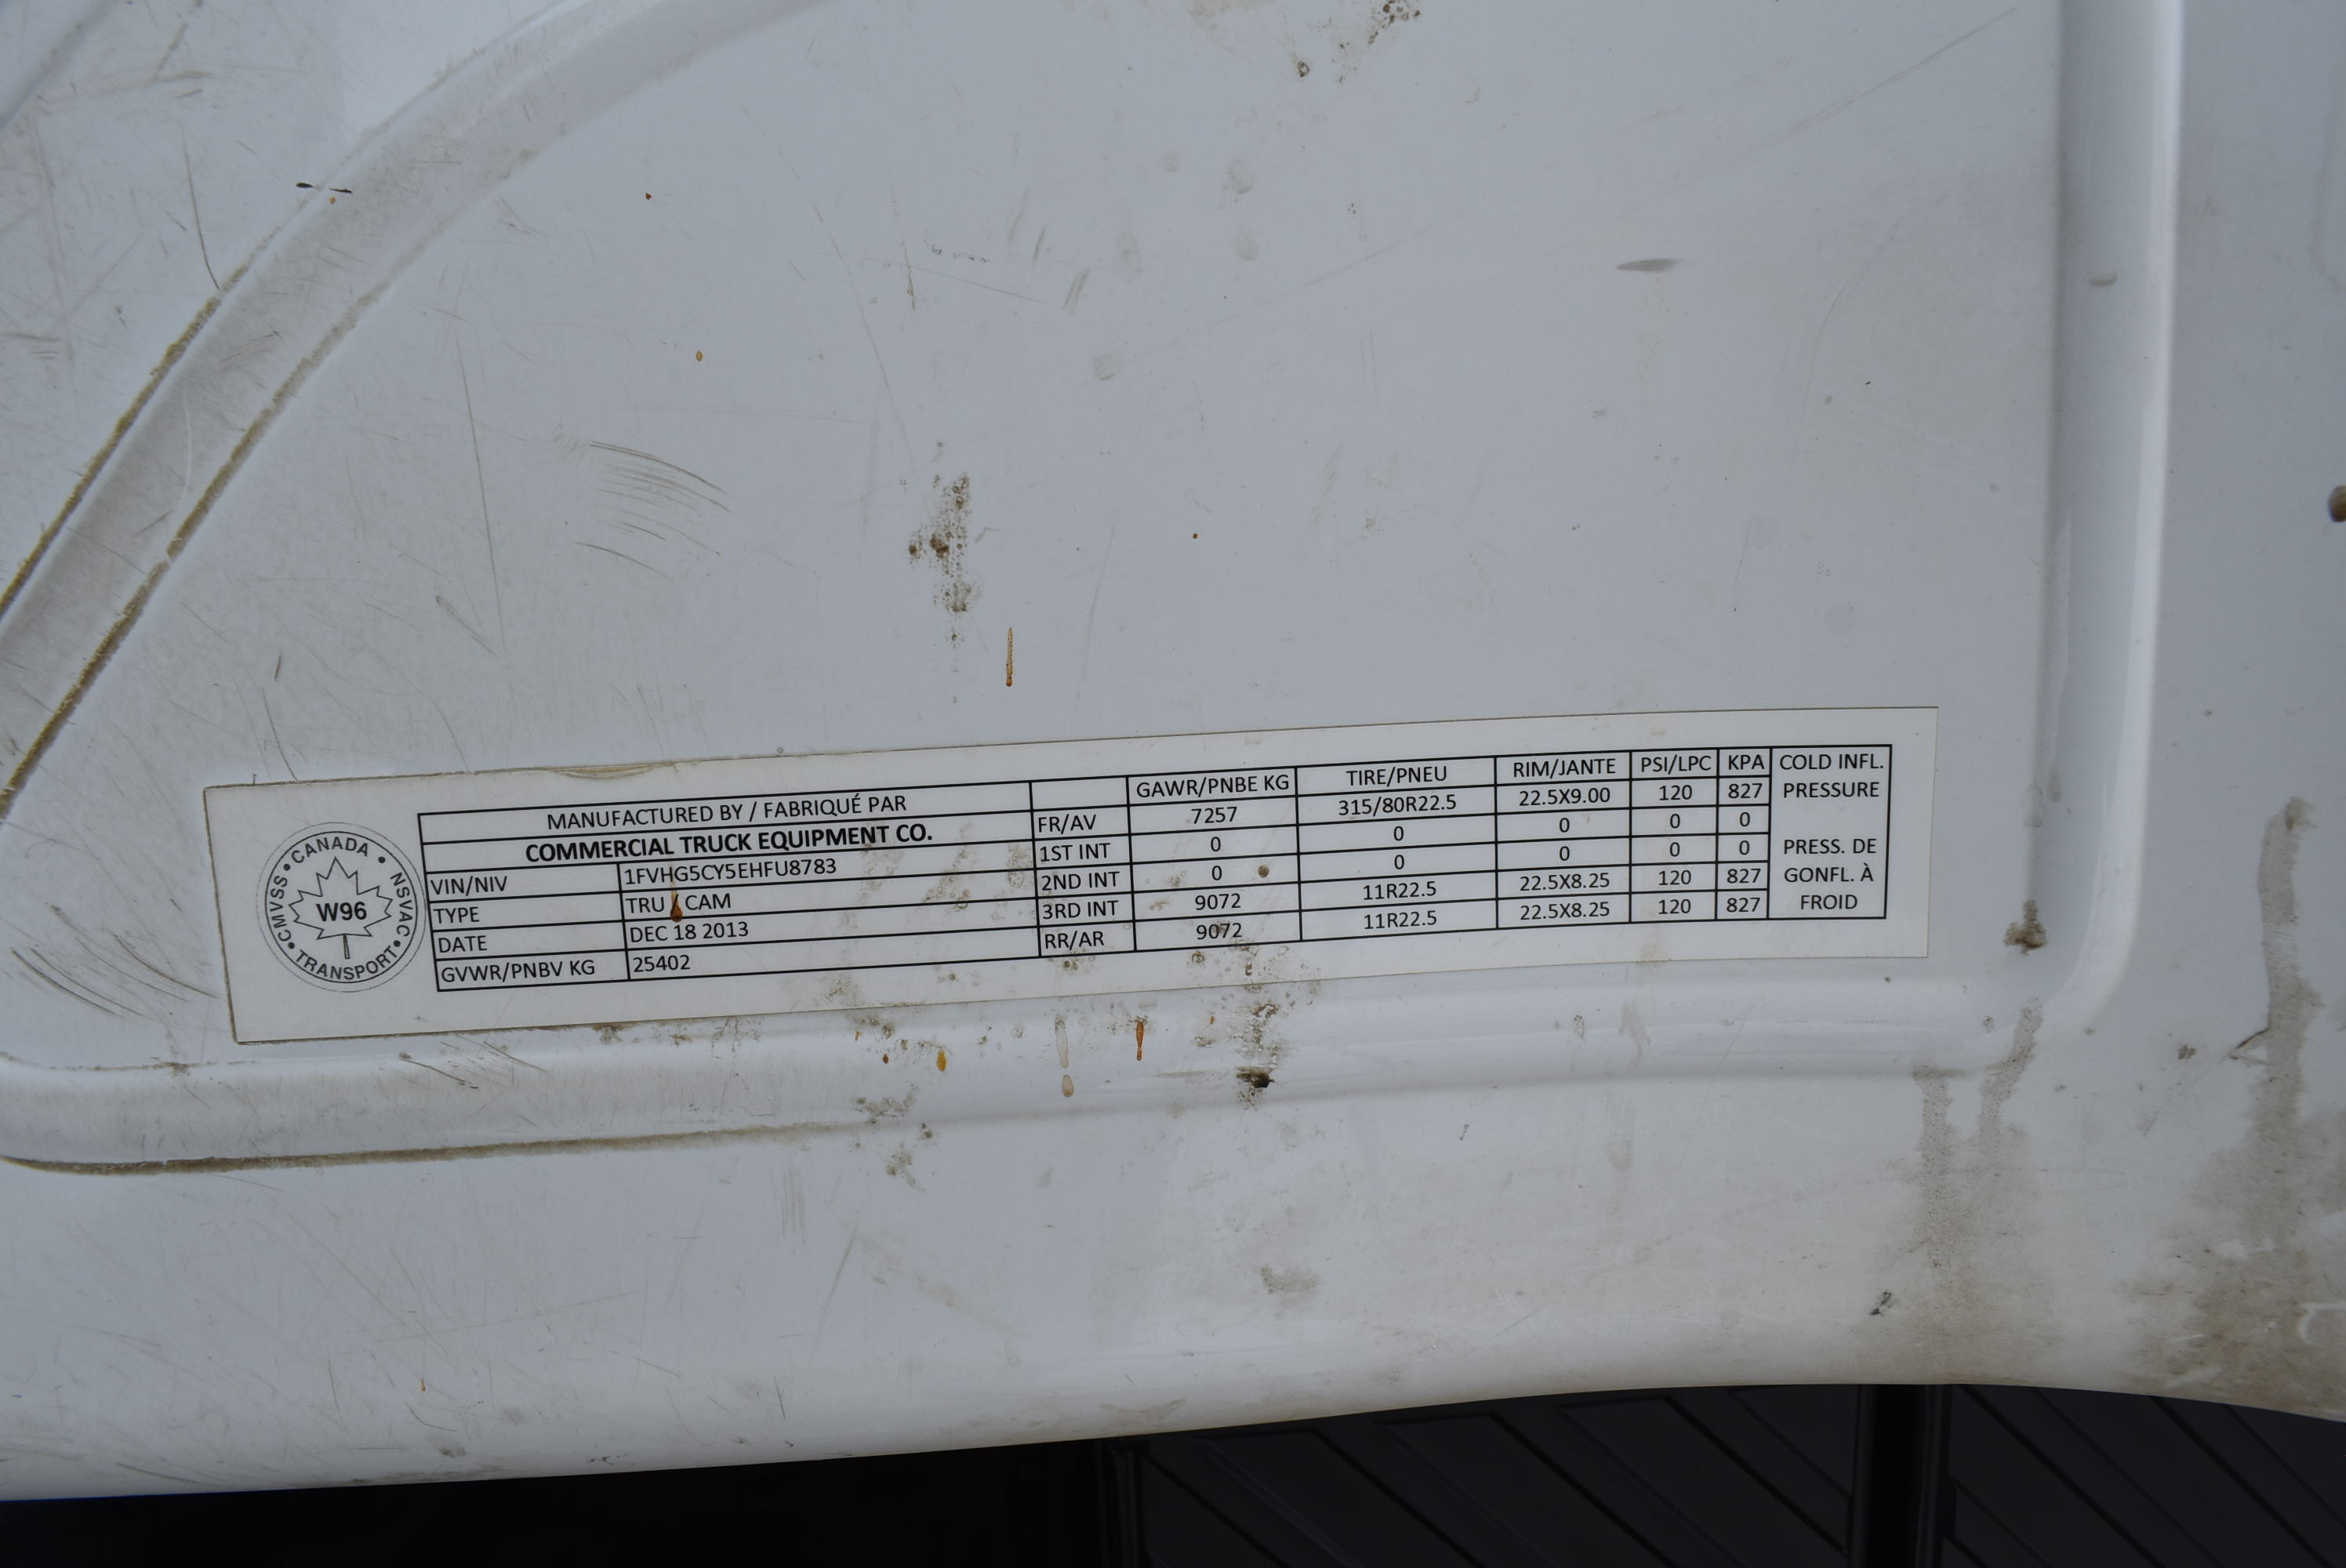 CANADA • NSVAC • TRANSPORT • CMVSS •
W96
MANUFACTURED BY / FABRIQUÉ PAR
COMMERCIAL TRUCK EQUIPMENT CO.
VIN/NIV 1FVHG5CY5EHFU8783
TYPE TRU / CAM
DATE DEC 18 2013
GVWR/PNBV KG 25402
GAWR/PNBE KG TIRE/PNEU RIM/JANTE PSI/LPC KPA
FR/AV 7257 315/80R22.5 22.5X9.00 120 827
1ST INT 0 0 0 0 0
2ND INT 0 0 0 0 0
3RD INT 9072 11R22.5 22.5X8.25 120 827
RR/AR 9072 11R22.5 22.5X8.25 120 827
COLD INFL.
PRESSURE
PRESS. DE
GONFL. À
FROID